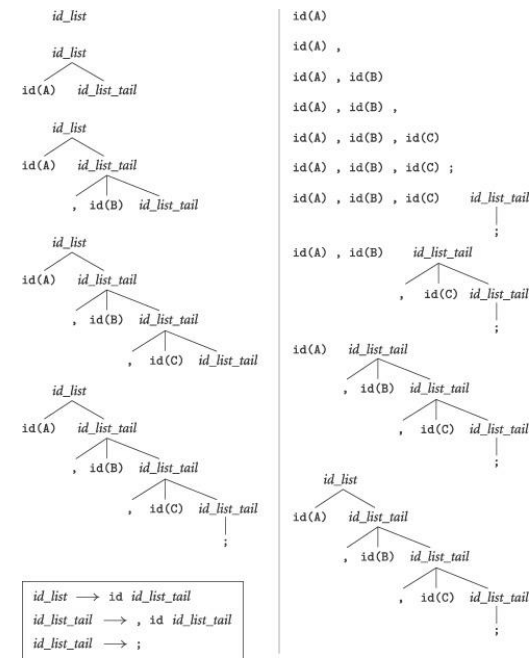 id_list
id_list
id(A) id_list_tail
id_list
id(A) id_list_tail
, id(B) id_list_tail
id_list
id(A) id_list_tail
, id(B) id_list_tail
, id(C) id_list_tail
id_list
id(A) id_list_tail
, id(B) id_list_tail
, id(C) id_list_tail
;
id_list ⟶ id id_list_tail
id_list_tail ⟶ , id id_list_tail
id_list_tail ⟶ ;
id(A)
id(A) ,
id(A) , id(B)
id(A) , id(B) ,
id(A) , id(B) , id(C)
id(A) , id(B) , id(C) ;
id(A) , id(B) , id(C) id_list_tail
;
id(A) , id(B) id_list_tail
, id(C) id_list_tail
;
id(A) id_list_tail
, id(B) id_list_tail
, id(C) id_list_tail
;
id_list
id(A) id_list_tail
, id(B) id_list_tail
, id(C) id_list_tail
;